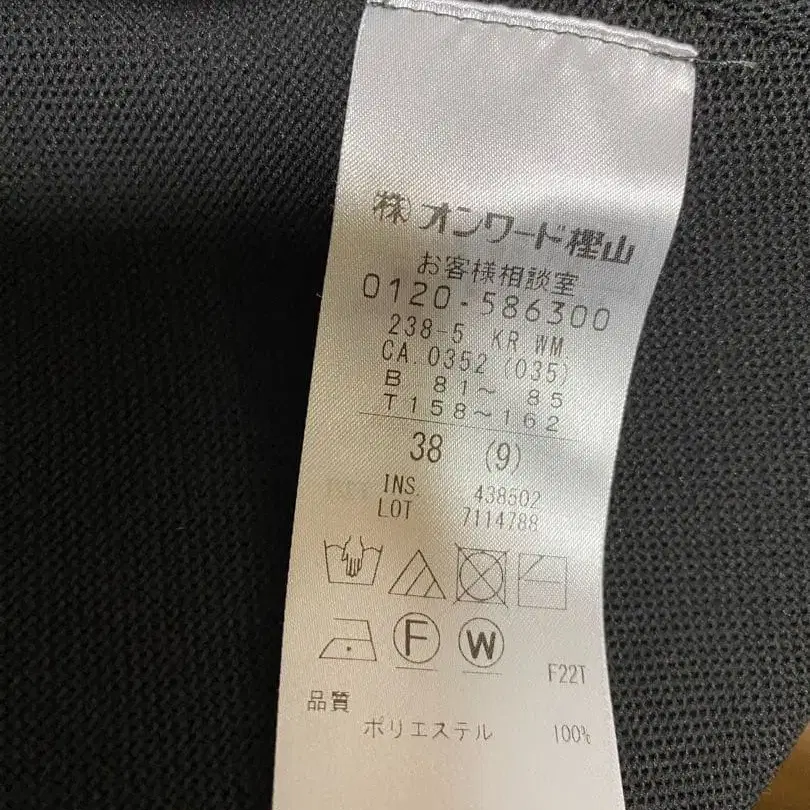 ㈱オンワード樫山
お客様相談室
0120-586300
238-5 KR WM
CA.0352 (035)
B 81～ 85
T158～162
38 (9)
INS. 438502
LOT 7114788
F W
F22T
品質
ポリエステル 100%